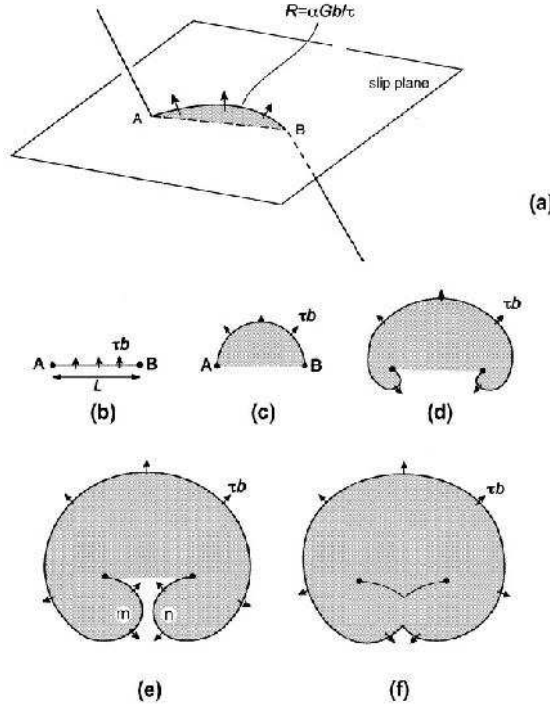 R=αGb/τ
slip plane
A
B
(a)
τb
A
B
L
(b)
τb
A
B
(c)
τb
(d)
τb
m
n
(e)
τb
(f)